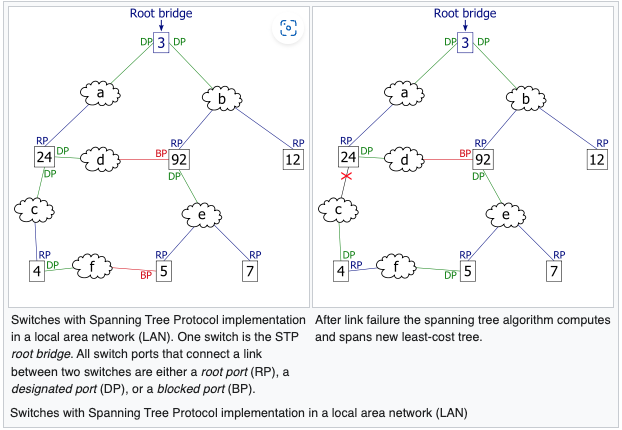 Root bridge
DP 3 DP
a
b
RP
RP
RP
24 DP
d
BP 92
12
DP
DP
c
e
RP
RP
RP
4 DP
f
BP 5
7
Root bridge
DP 3 DP
a
b
RP
RP
RP
24 DP
d
BP 92
12
DP
c
e
DP
RP
RP
4 RP
f
DP 5
7
Switches with Spanning Tree Protocol implementation
in a local area network (LAN). One switch is the STP
root bridge. All switch ports that connect a link
between two switches are either a root port (RP), a
designated port (DP), or a blocked port (BP).
After link failure the spanning tree algorithm computes
and spans new least-cost tree.
Switches with Spanning Tree Protocol implementation in a local area network (LAN)